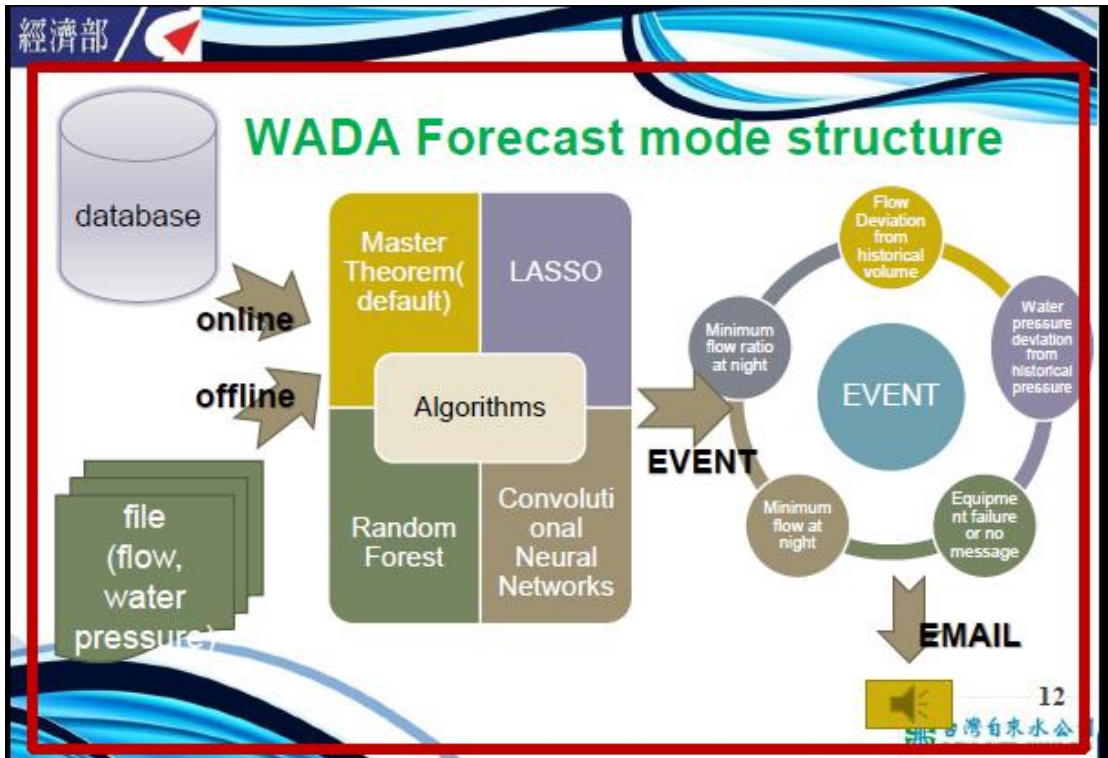 經濟部
WADA Forecast mode structure
database
online
offline
file
(flow,
water
pressure)
Master
Theorem(
default)
LASSO
Algorithms
Random
Forest
Convoluti
onal
Neural
Networks
EVENT
Flow
Deviation
from
historical
volume
Water
pressure
deviation
from
historical
pressure
Equipme
nt failure
or no
message
Minimum
flow at
night
Minimum
flow ratio
at night
EVENT
EMAIL
12
台灣自來水公司